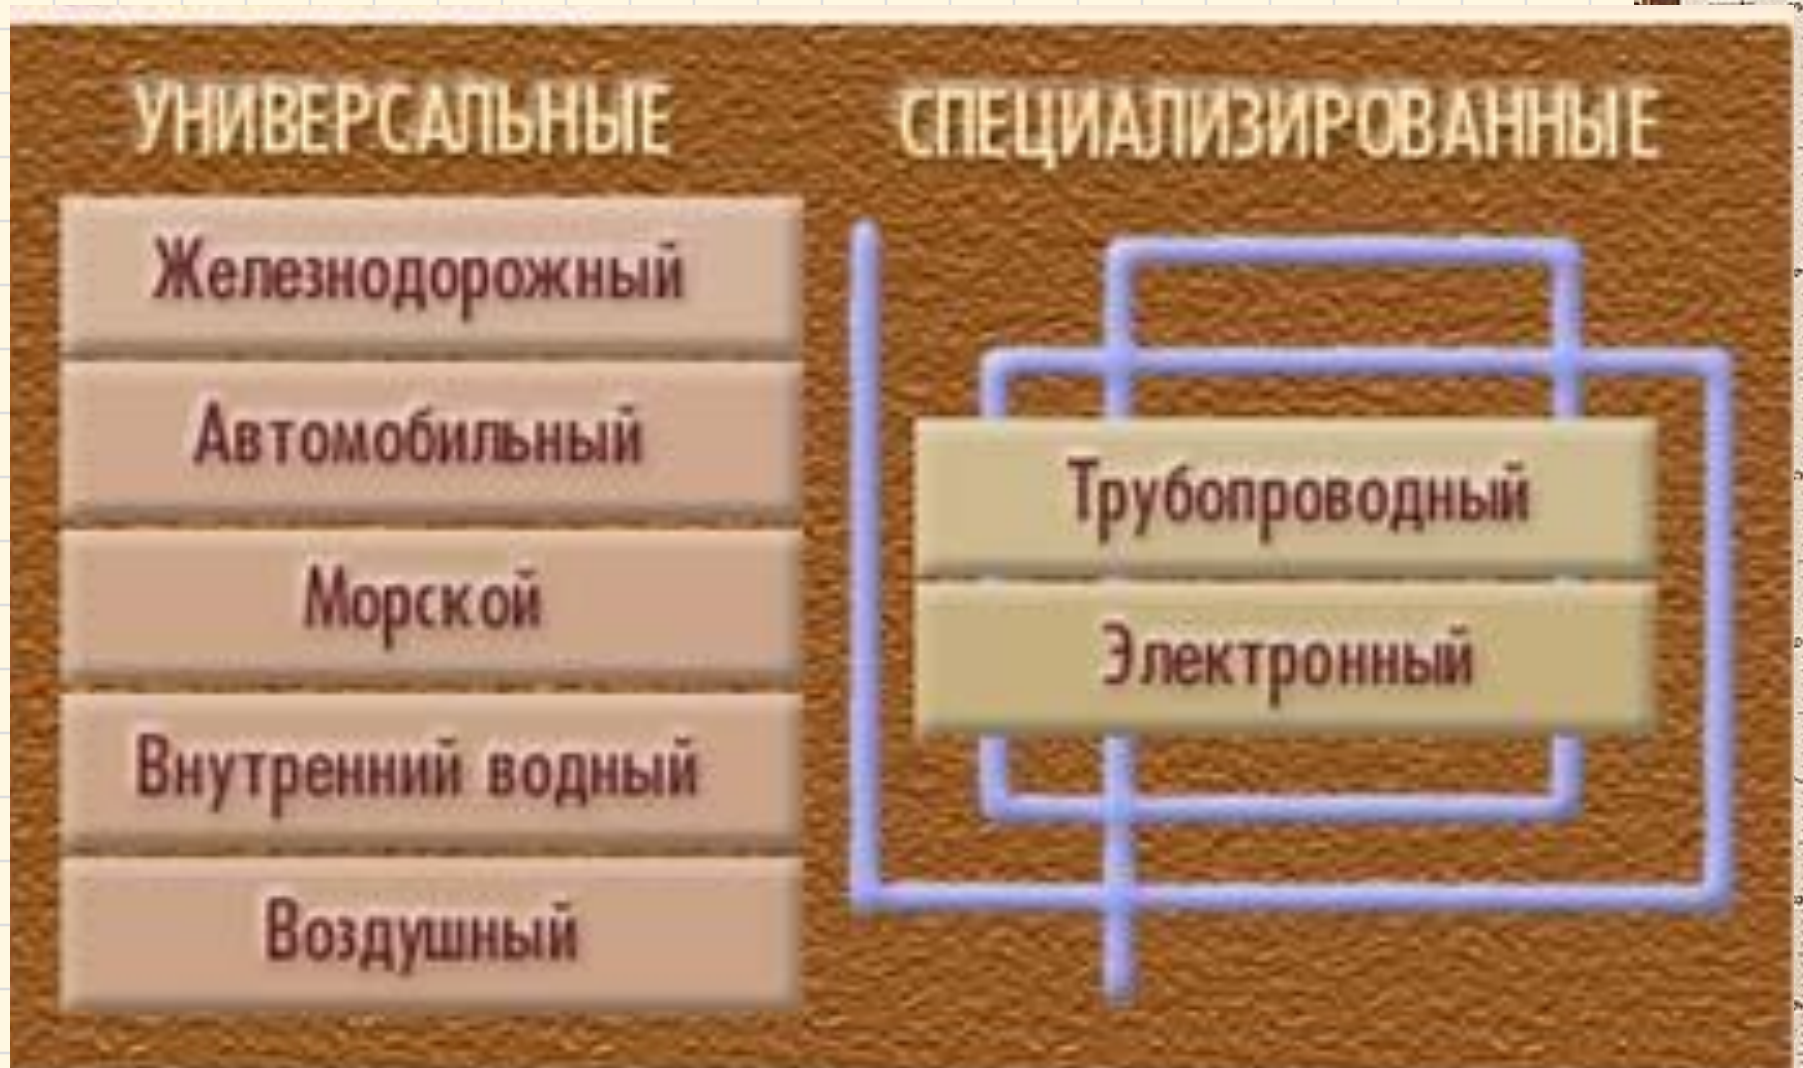 УНИВЕРСАЛЬНЫЕ
Железнодорожный
Автомобильный
Морской
Внутренний водный
Воздушный
СПЕЦИАЛИЗИРОВАННЫЕ
Трубопроводный
Электронный